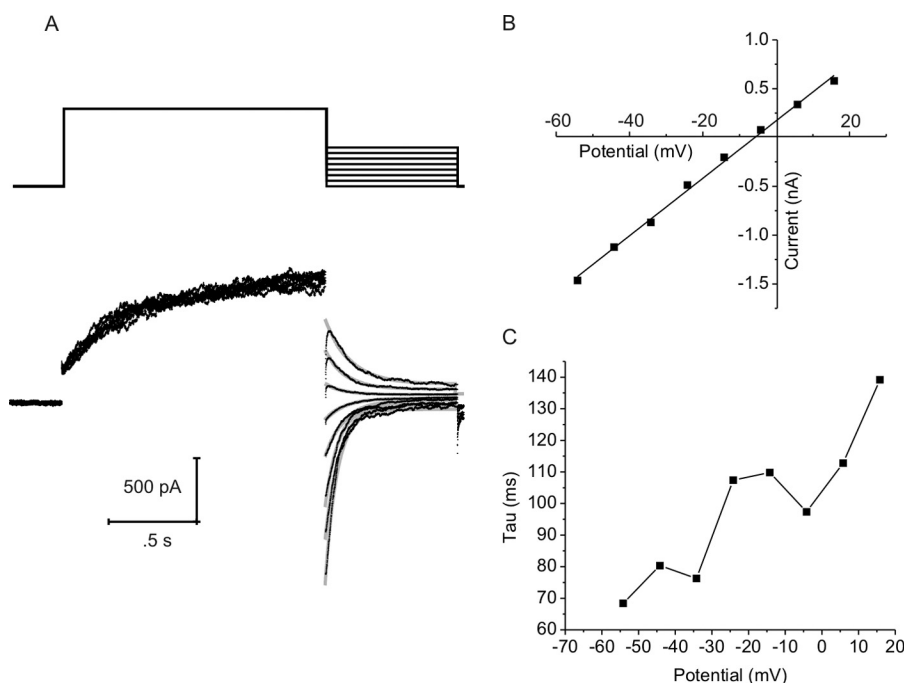 A
500 pA
.5 s
B
1.0
0.5
-60 -40 -20 0 20
Potential (mV)
-0.5
-1.0
-1.5
Current (nA)
C
140
130
120
110
100
90
80
70
60
Tau (ms)
-70 -60 -50 -40 -30 -20 -10 0 10 20
Potential (mV)